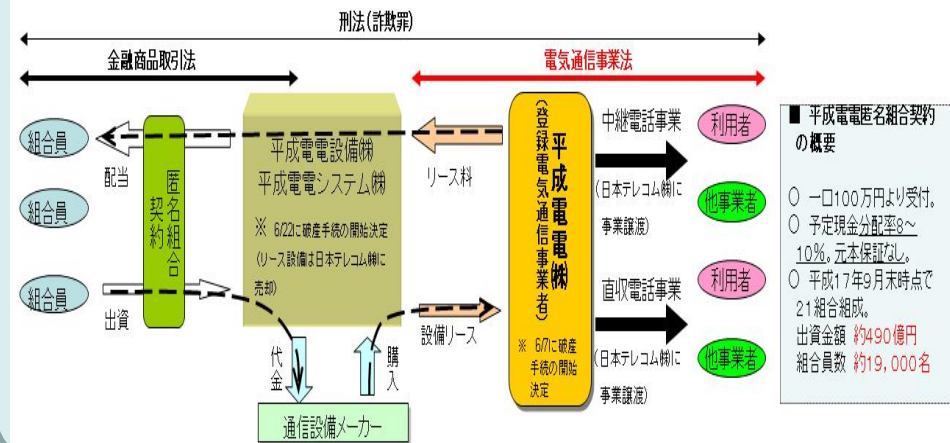 刑法(詐欺罪)
金融商品取引法
電気通信事業法
組合員
組合員
組合員
配当
出資
匿名組合
契約
平成電電設備㈱
平成電電システム㈱
※ 6/22に破産手続の開始決定
(リース設備は日本テレコム㈱に
売却)
代金
購入
通信設備メーカー
リース料
設備リース
平成電電㈱
(登録電気通信事業者)
※ 6/7に破産
手続の開始
決定
中継電話事業
(日本テレコム㈱に
事業譲渡)
直収電話事業
(日本テレコム㈱に
事業譲渡)
利用者
他事業者
利用者
他事業者
■ 平成電電匿名組合契約
の概要
○ 一口100万円より受付。
○ 予定現金分配率8～
10%。元本保証なし。
○ 平成17年9月末時点で
21組合組成。
出資金額 約490億円
組合員数 約19,000名